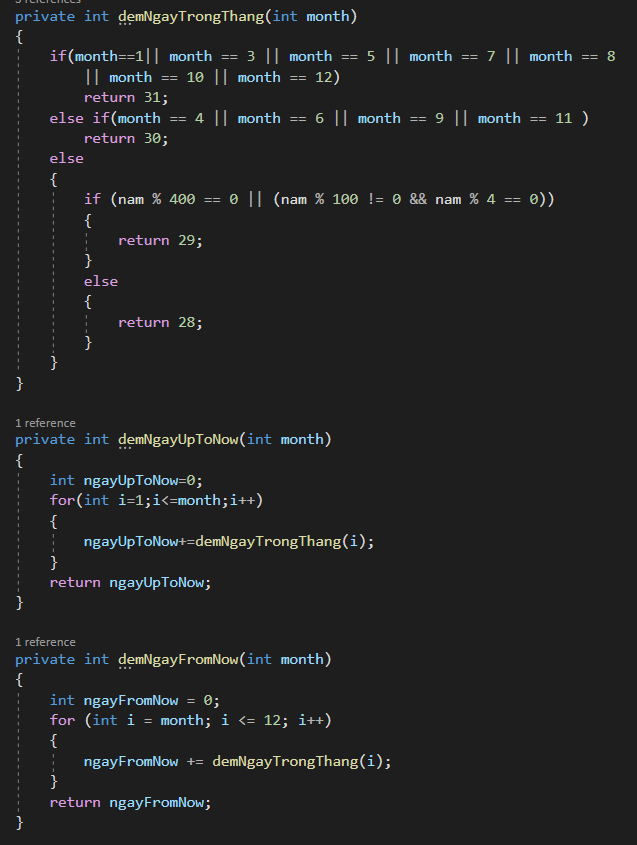 3 references
private int demNgayTrongThang(int month)
{
if(month==1|| month == 3 || month == 5 || month == 7 || month == 8
|| month == 10 || month == 12)
return 31;
else if(month == 4 || month == 6 || month == 9 || month == 11 )
return 30;
else
{
if (nam % 400 == 0 || (nam % 100 != 0 && nam % 4 == 0))
{
return 29;
}
else
{
return 28;
}
}
}
1 reference
private int demNgayUpToNow(int month)
{
int ngayUpToNow=0;
for(int i=1;i<=month;i++)
{
ngayUpToNow+=demNgayTrongThang(i);
}
return ngayUpToNow;
}
1 reference
private int demNgayFromNow(int month)
{
int ngayFromNow = 0;
for (int i = month; i <= 12; i++)
{
ngayFromNow += demNgayTrongThang(i);
}
return ngayFromNow;
}